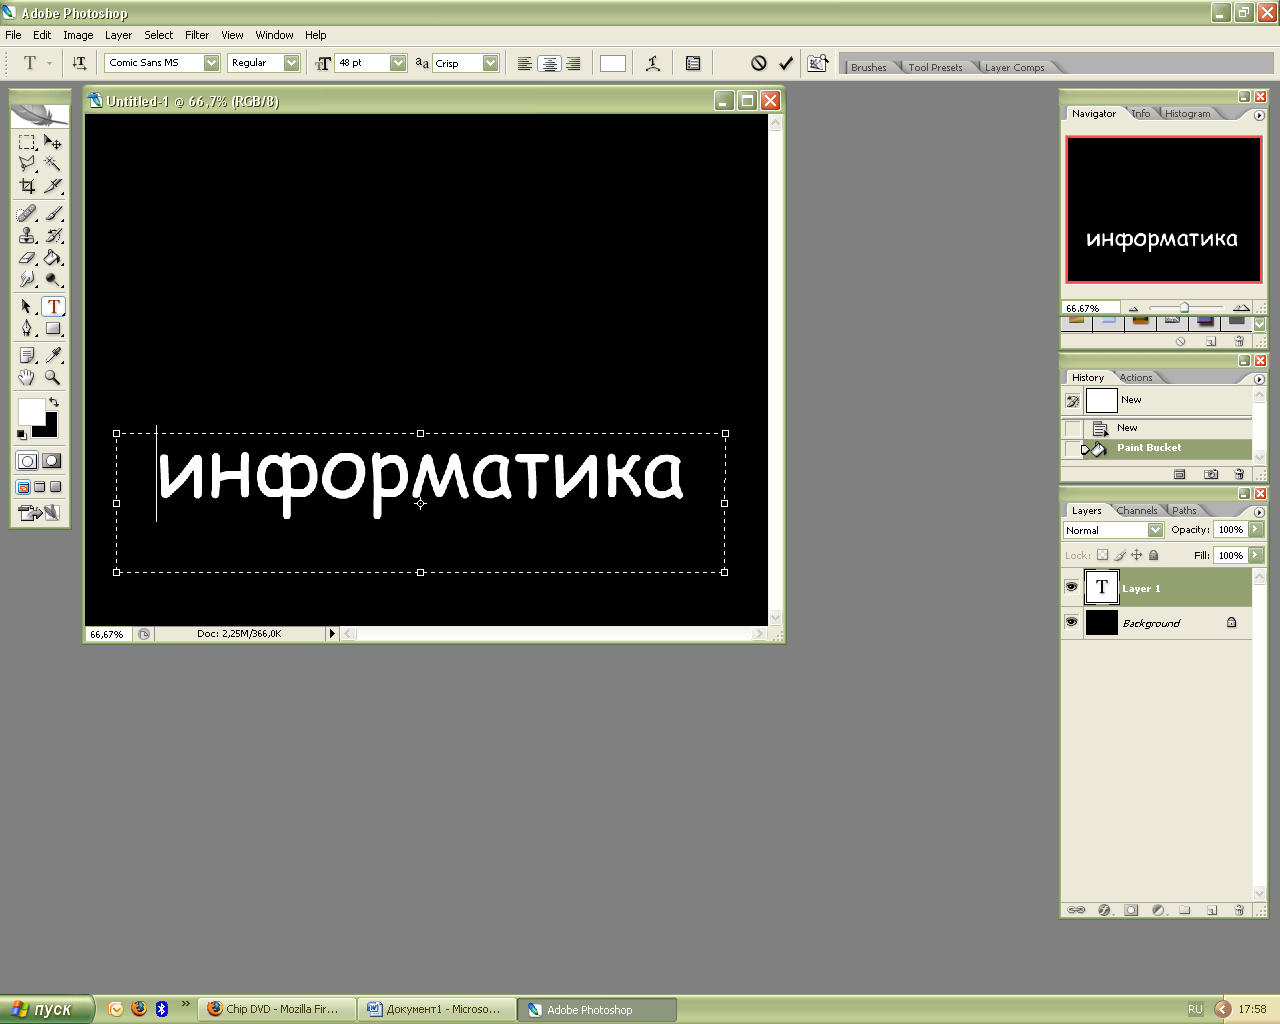 Adobe Photoshop
File Edit Image Layer Select Filter View Window Help
T Comic Sans MS Regular 48 pt aa Crisp Brushes Tool Presets Layer Comps
Untitled-1 @ 66,7% (RGB/8)
информатика
66,67% Doc: 2,25M/366,0K
Navigator Info Histogram
информатика
66.67%
History Actions
New
New
Paint Bucket
Layers Channels Paths
Normal Opacity: 100%
Lock: Fill: 100%
T Layer 1
Background
пуск Chip DVD - Mozilla Fir... Документ1 - Microso... Adobe Photoshop RU 17:58